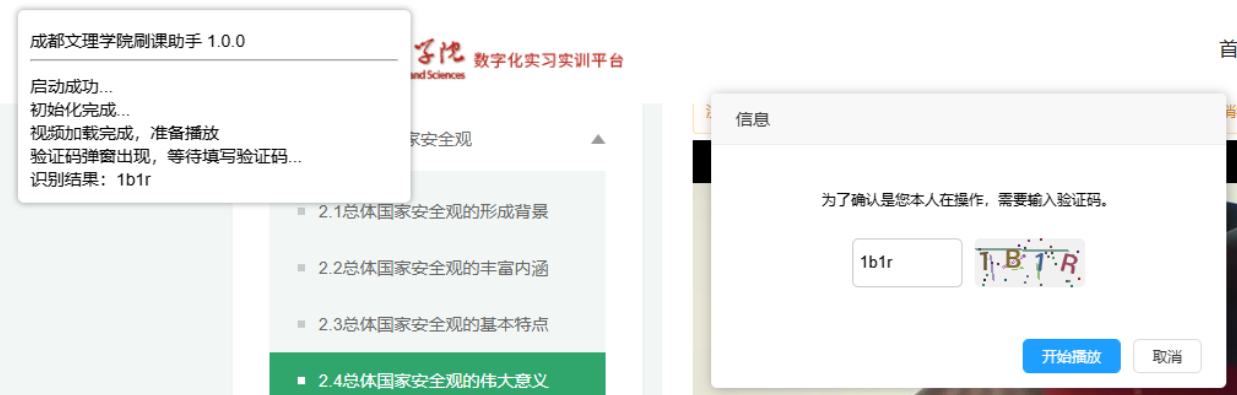 成都文理学院刷课助手 1.0.0
启动成功...
初始化完成...
视频加载完成，准备播放
验证码弹窗出现，等待填写验证码...
识别结果：1b1r
学院
and Sciences
数字化实习实训平台
首
家安全观
2.1总体国家安全观的形成背景
2.2总体国家安全观的丰富内涵
2.3总体国家安全观的基本特点
2.4总体国家安全观的伟大意义
信息
为了确认是您本人在操作，需要输入验证码。
1b1r
1B1R
开始播放
取消